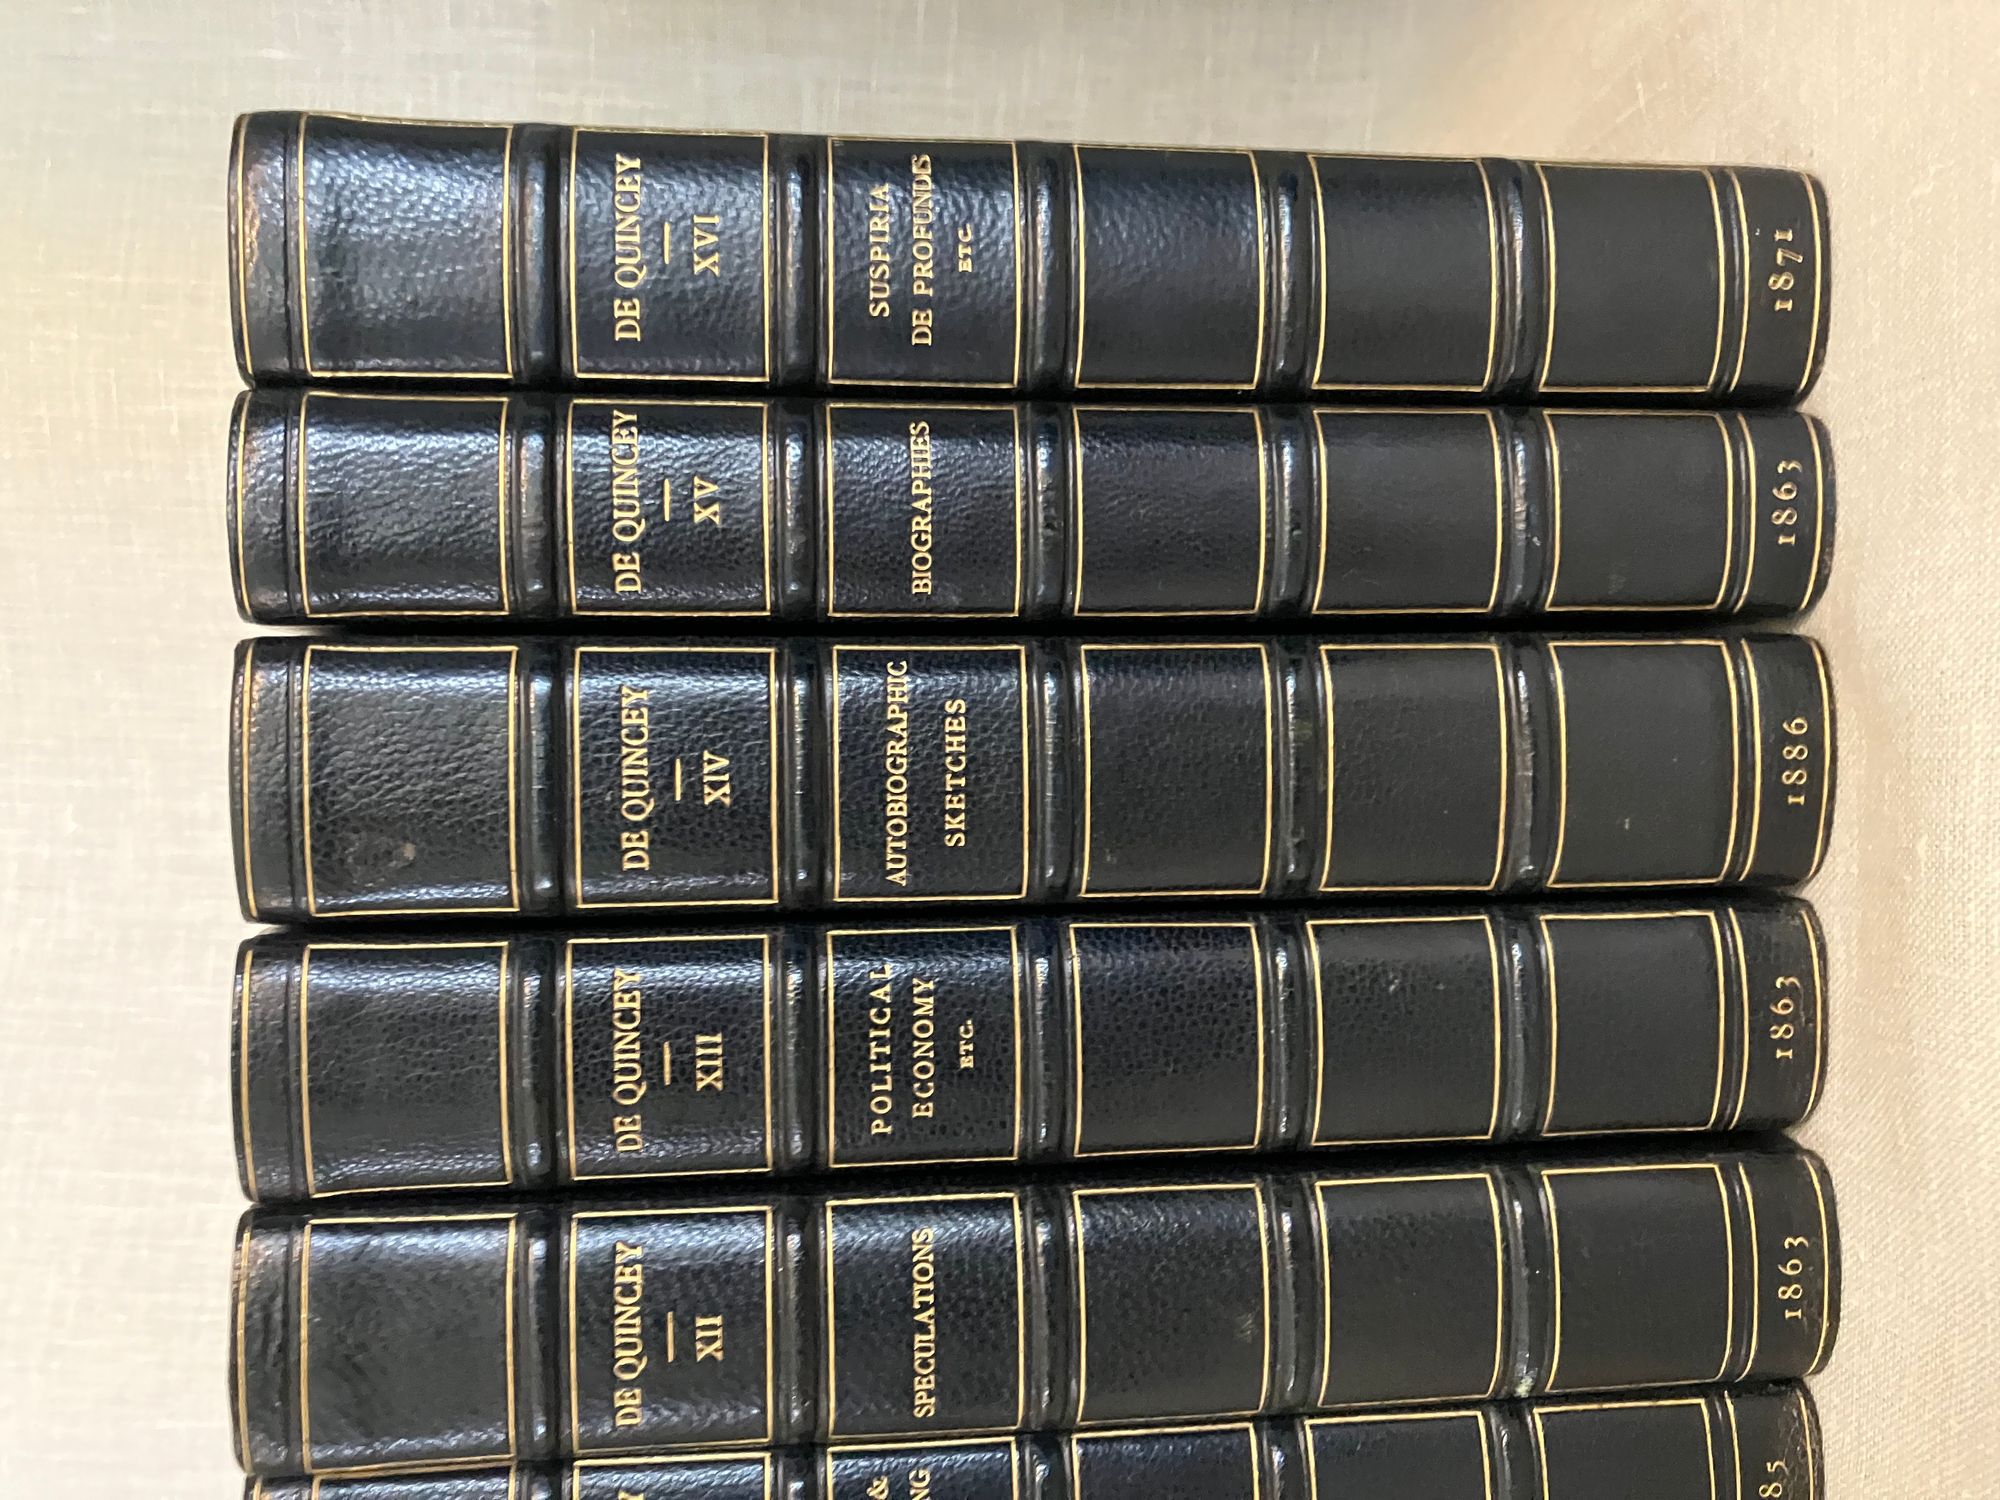 DE QUINCEY
XVI
SUSPIRIA
DE PROFUNDIS
ETC.
1871
DE QUINCEY
XV
BIOGRAPHIES
1863
DE QUINCEY
XIV
AUTOBIOGRAPHIC
SKETCHES
1886
DE QUINCEY
XIII
POLITICAL
ECONOMY
ETC.
1863
DE QUINCEY
XII
SPECULATIONS
1863
&